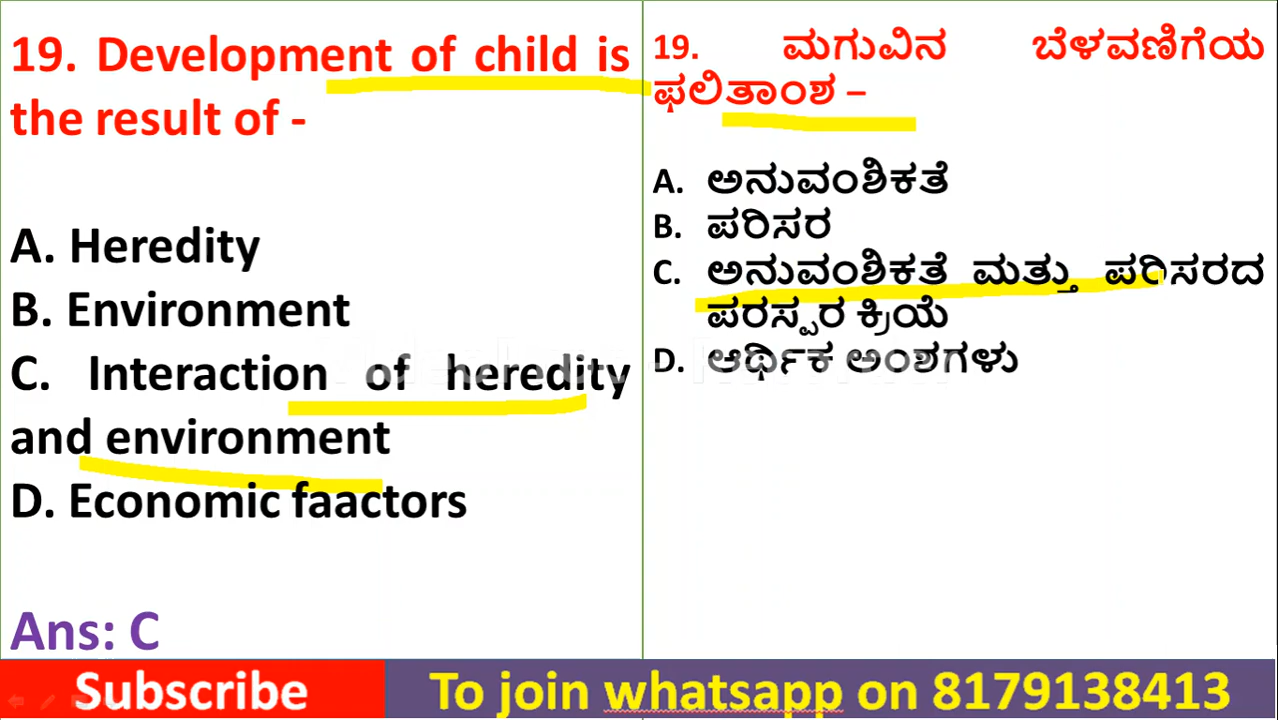 19. Development of child is
the result of -
A. Heredity
B. Environment
C. Interaction of heredity
and environment
D. Economic faactors
Ans: C
19. ಮಗುವಿನ ಬೆಳವಣಿಗೆಯ
ಫಲಿತಾಂಶ –
A. ಅನುವಂಶಿಕತೆ
B. ಪರಿಸರ
C. ಅನುವಂಶಿಕತೆ ಮತ್ತು ಪರಿಸರದ
ಪರಸ್ಪರ ಕ್ರಿಯೆ
D. ಆರ್ಥಿಕ ಅಂಶಗಳು
Subscribe
To join whatsapp on 8179138413